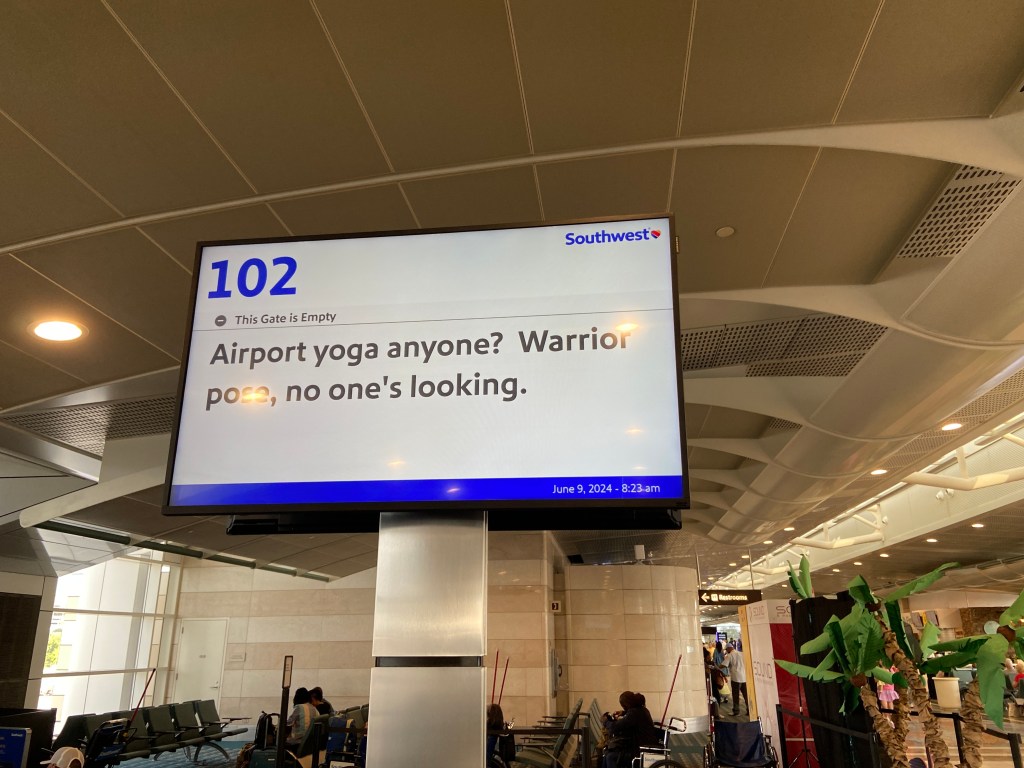 Southwest
102
This Gate is Empty
Airport yoga anyone? Warrior
pose, no one's looking.
June 9, 2024 - 8:23 am
Restrooms